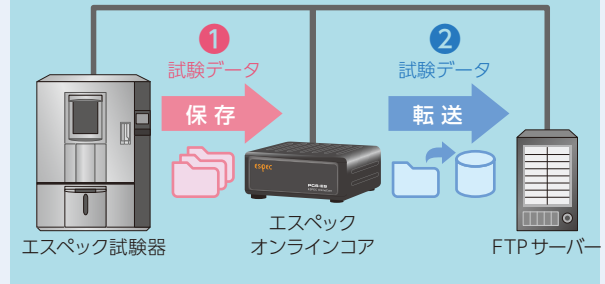 1
試験データ
保存
2
試験データ
転送
espec
エスペック試験器
エスペック
オンラインコア
FTPサーバー